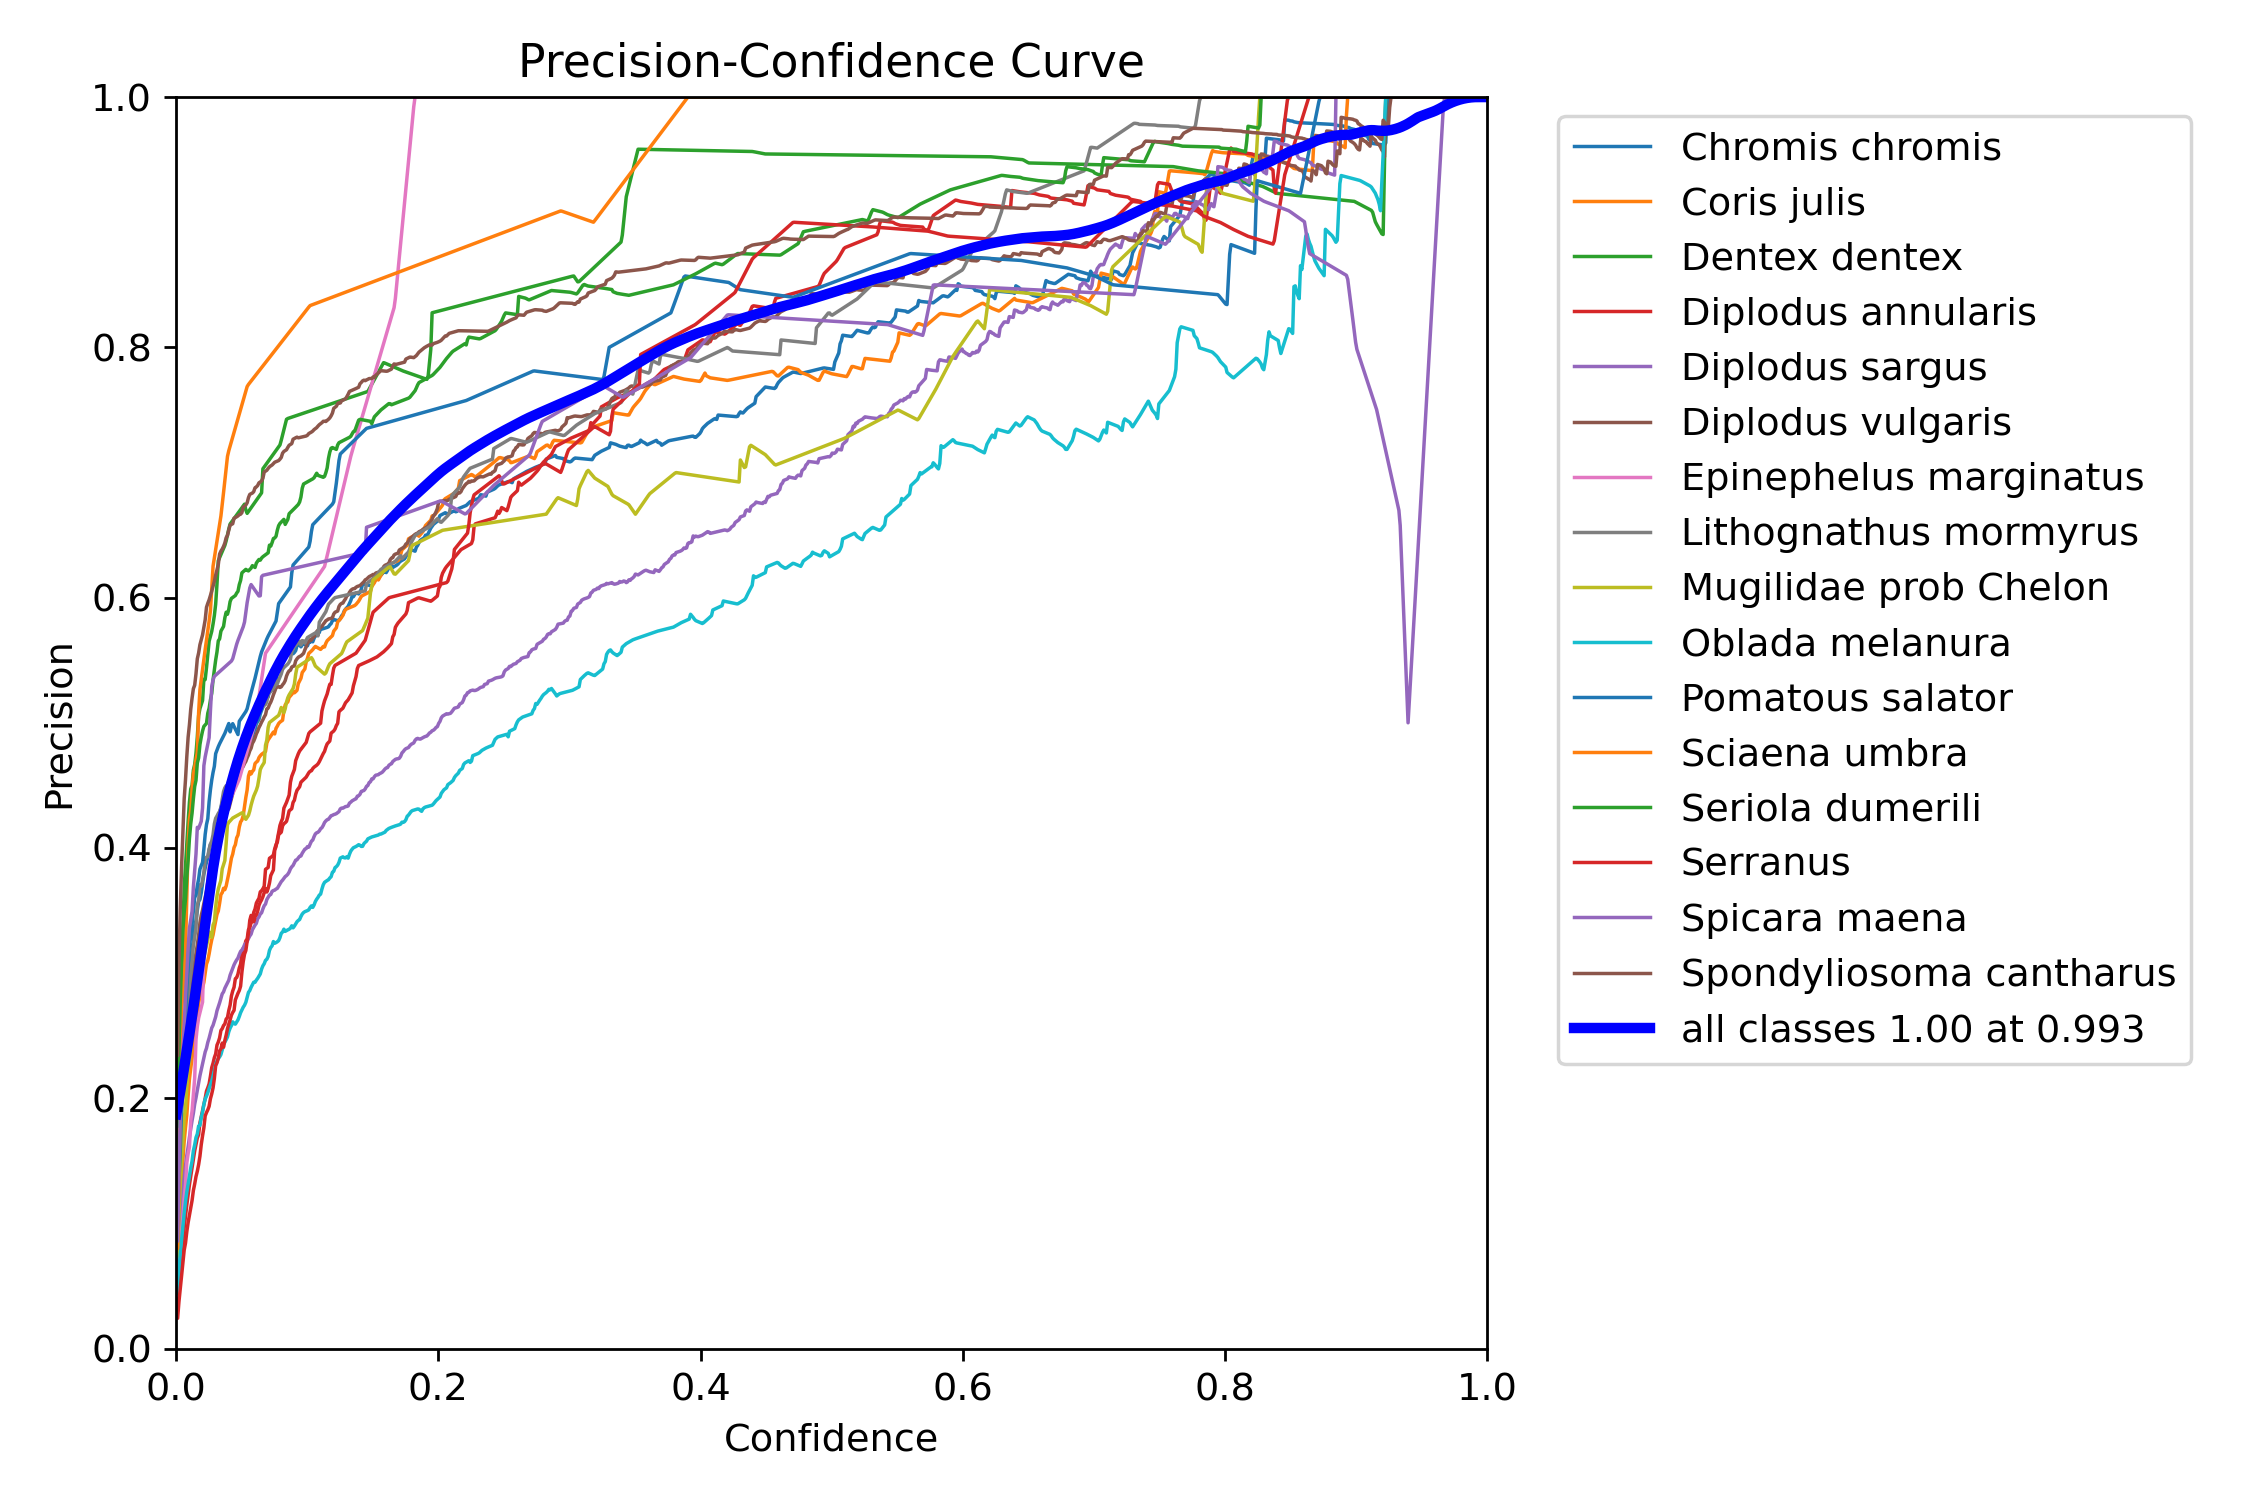 Precision-Confidence Curve
1.0
0.8
0.6
0.4
0.2
0.0
Precision
0.0 0.2 0.4 0.6 0.8 1.0
Confidence
Chromis chromis
Coris julis
Dentex dentex
Diplodus annularis
Diplodus sargus
Diplodus vulgaris
Epinephelus marginatus
Lithognathus mormyrus
Mugilidae prob Chelon
Oblada melanura
Pomatous salator
Sciaena umbra
Seriola dumerili
Serranus
Spicara maena
Spondyliosoma cantharus
all classes 1.00 at 0.993